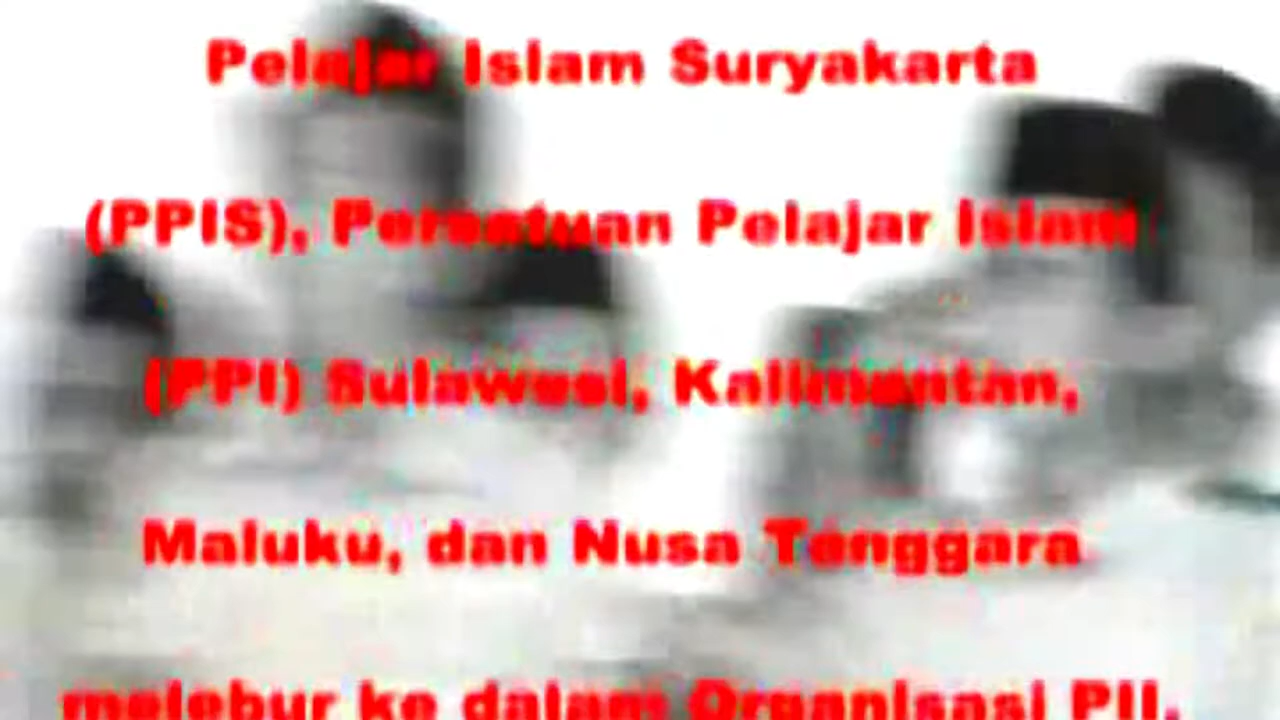 Pelajar Islam Suryakarta
(PPIS), Persatuan Pelajar Islam
(PPI) Sulawesi, Kalimantan,
Maluku, dan Nusa Tenggara
melebur ke dalam Organisasi PII.